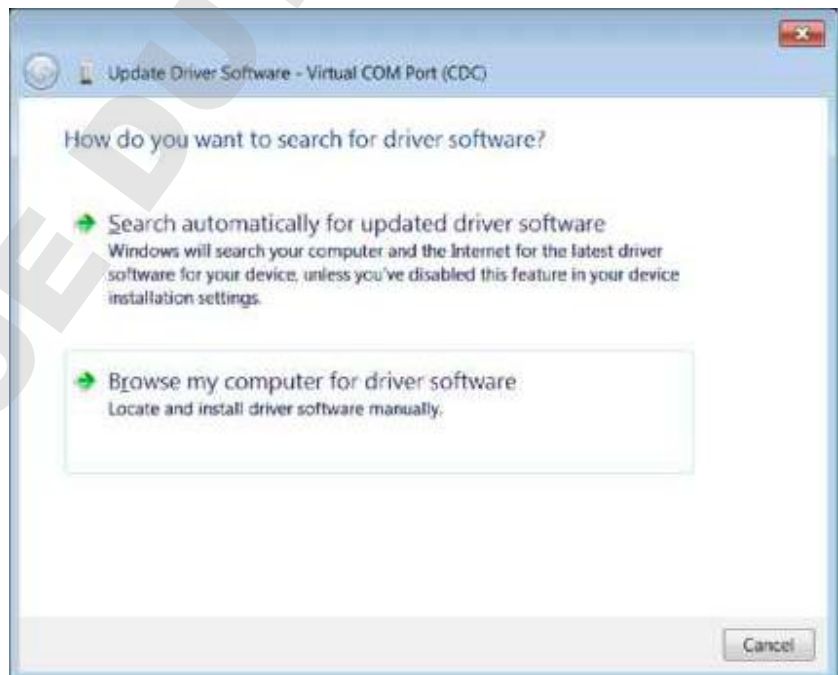 Update Driver Software - Virtual COM Port (CDC)
How do you want to search for driver software?
Search automatically for updated driver software
Windows will search your computer and the Internet for the latest driver
software for your device, unless you've disabled this feature in your device
installation settings.
Browse my computer for driver software
Locate and install driver software manually.
Cancel